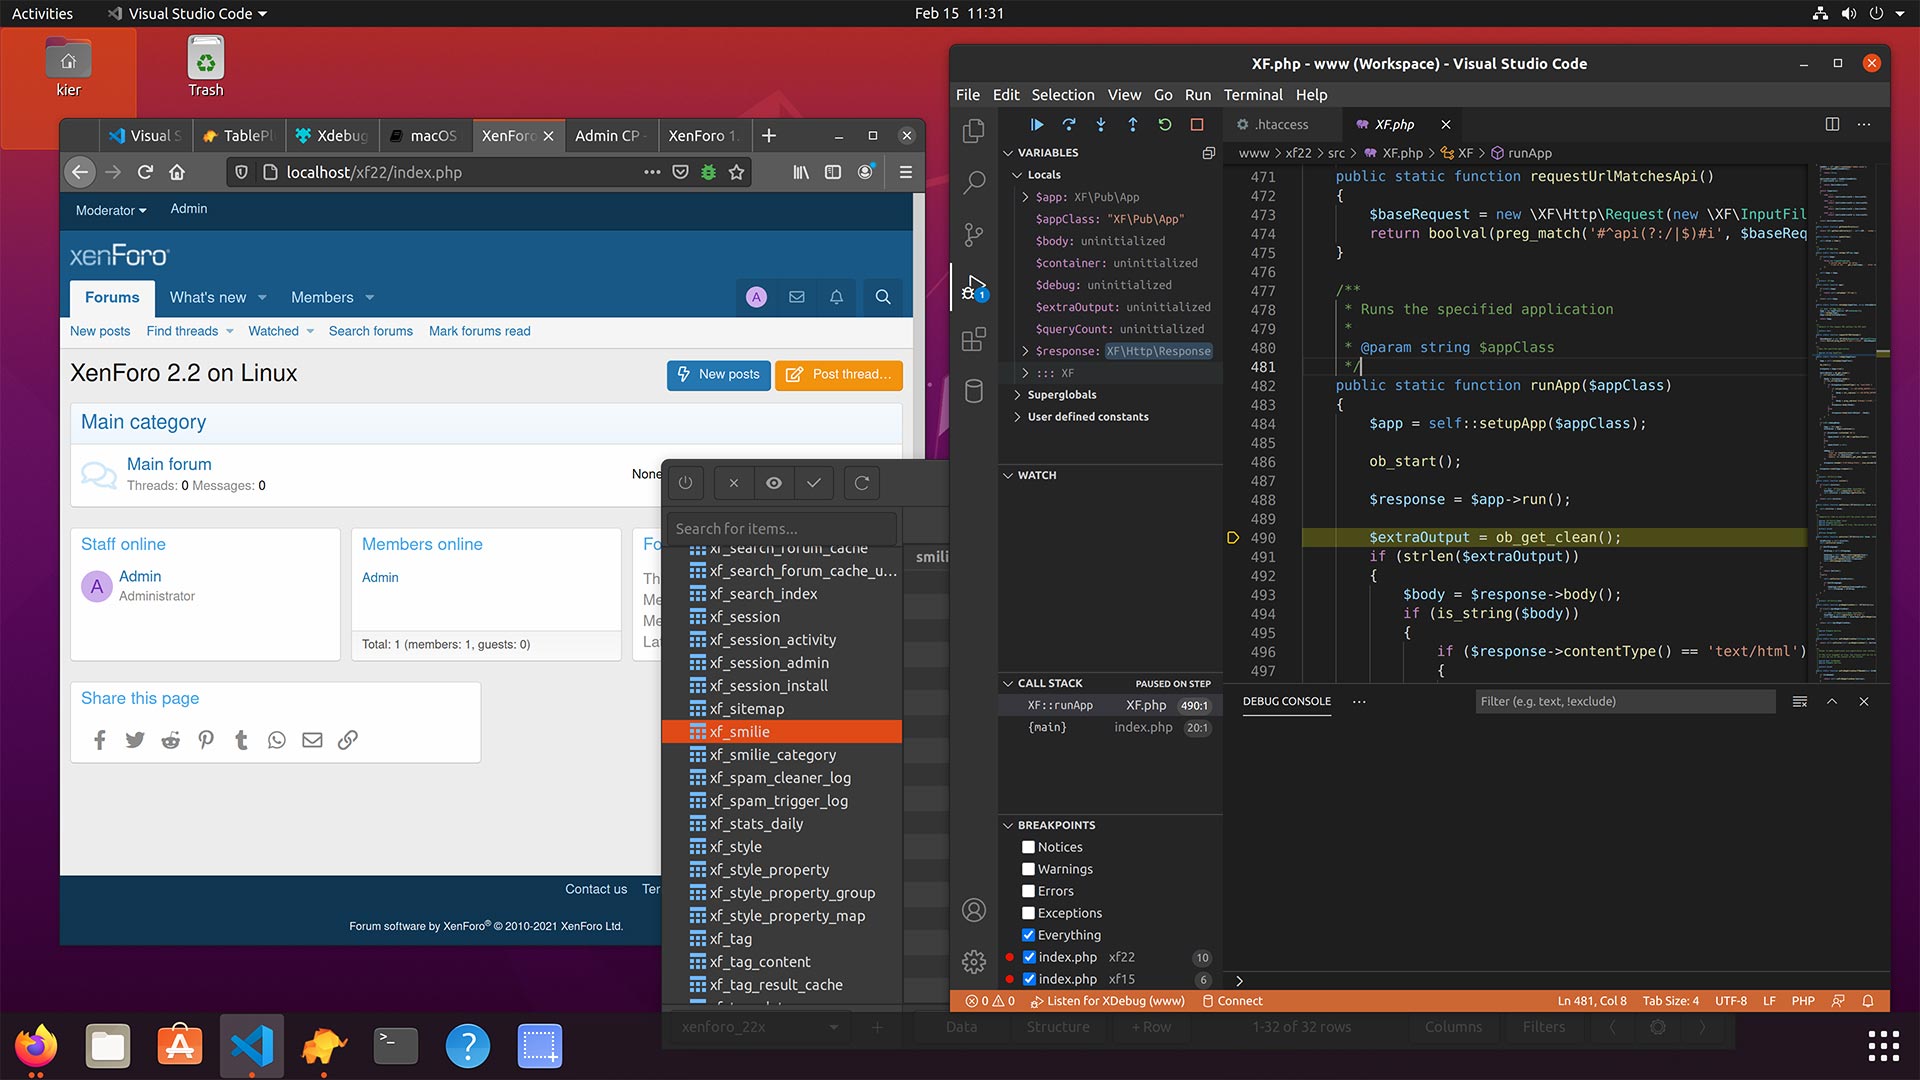 Activities
Visual Studio Code
Feb 15 11:31
kier
Trash
Visual S
TablePl
Xdebug
macOS
XenForo
Admin CP -
XenForo 1.
localhost/xf22/index.php
Moderator
Admin
xenForo®
Forums
What's new
Members
A
New posts
Find threads
Watched
Search forums
Mark forums read
XenForo 2.2 on Linux
New posts
Post thread...
Main category
Main forum
Threads: 0 Messages: 0
None
Staff online
A
Admin
Administrator
Members online
Admin
Total: 1 (members: 1, guests: 0)
Fo
Th
Me
Me
Lat
Share this page
Contact us
Ter
Forum software by XenForo® © 2010-2021 XenForo Ltd.
Search for items...
smili
xf_search_forum_cache
xf_search_forum_cache_u...
xf_search_index
xf_session
xf_session_activity
xf_session_admin
xf_session_install
xf_sitemap
xf_smilie
xf_smilie_category
xf_spam_cleaner_log
xf_spam_trigger_log
xf_stats_daily
xf_style
xf_style_property
xf_style_property_group
xf_style_property_map
xf_tag
xf_tag_content
xf_tag_result_cache
xenforo_22x
Data
Structure
+ Row
1-32 of 32 rows
Columns
Filters
XF.php - www (Workspace) - Visual Studio Code
File Edit Selection View Go Run Terminal Help
1
VARIABLES
Locals
$app: XF\Pub\App
$appClass: "XF\Pub\App"
$body: uninitialized
$container: uninitialized
$debug: uninitialized
$extraOutput: uninitialized
$queryCount: uninitialized
$response: XF\Http\Response
::: XF
Superglobals
User defined constants
WATCH
CALL STACK
PAUSED ON STEP
XF::runApp XF.php 490:1
{main} index.php 20:1
BREAKPOINTS
Notices
Warnings
Errors
Exceptions
Everything
index.php xf22 10
index.php xf15 6
.htaccess
XF.php
www > xf22 > src > XF.php > XF > runApp
471 public static function requestUrlMatchesApi()
472 {
473 $baseRequest = new \XF\Http\Request(new \XF\InputFil
474 return boolval(preg_match('#^api(?:/|$)#i', $baseReq
475 }
476
477 /**
478 * Runs the specified application
479 *
480 * @param string $appClass
481 */
482 public static function runApp($appClass)
483 {
484 $app = self::setupApp($appClass);
485
486 ob_start();
487
488 $response = $app->run();
489
490 $extraOutput = ob_get_clean();
491 if (strlen($extraOutput))
492 {
493 $body = $response->body();
494 if (is_string($body))
495 {
496 if ($response->contentType() == 'text/html')
497 {
DEBUG CONSOLE
Filter (e.g. text, !exclude)
0 0
Listen for XDebug (www)
Connect
Ln 481, Col 8
Tab Size: 4
UTF-8
LF
PHP